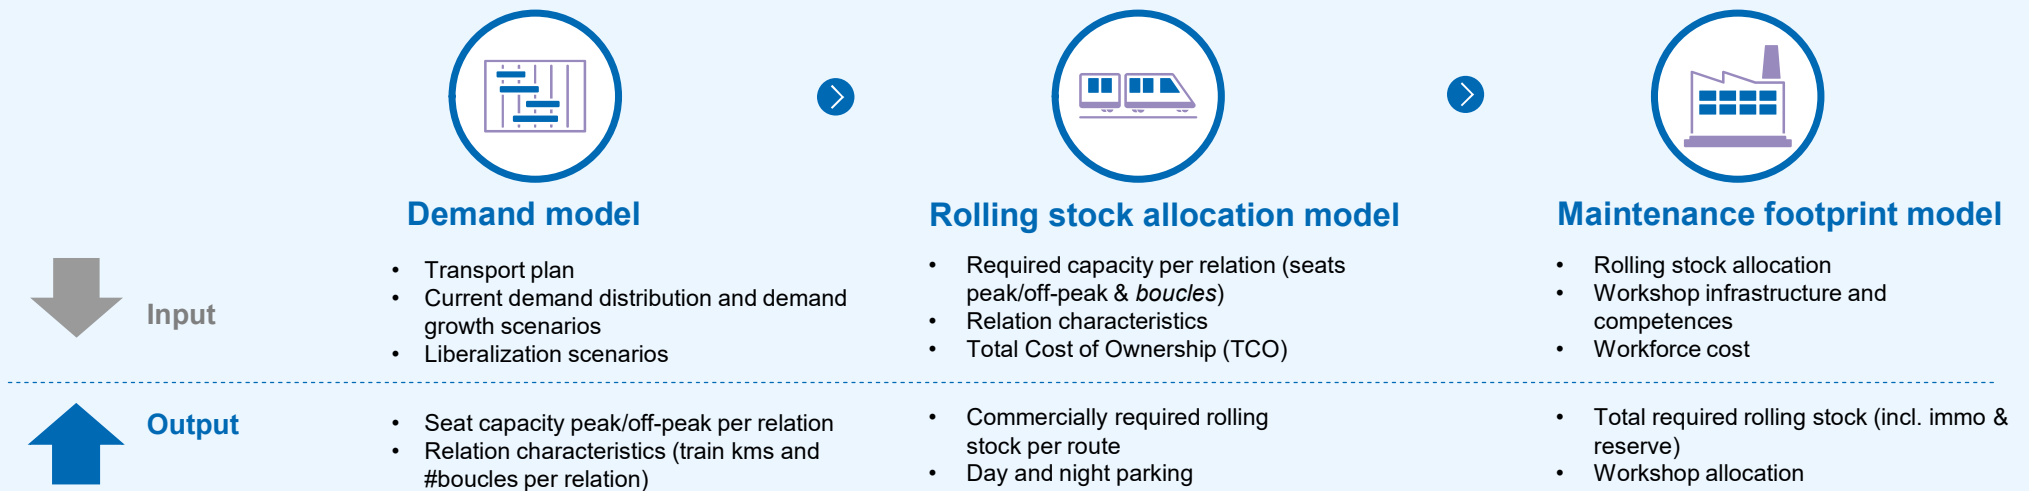 Demand model
Rolling stock allocation model
Maintenance footprint model
Input
• Transport plan
• Current demand distribution and demand
growth scenarios
• Liberalization scenarios
• Required capacity per relation (seats
peak/off-peak & boucles)
• Relation characteristics
• Total Cost of Ownership (TCO)
• Rolling stock allocation
• Workshop infrastructure and
competences
• Workforce cost
Output
• Seat capacity peak/off-peak per relation
• Relation characteristics (train kms and
#boucles per relation)
• Commercially required rolling
stock per route
• Day and night parking
• Total required rolling stock (incl. immo &
reserve)
• Workshop allocation